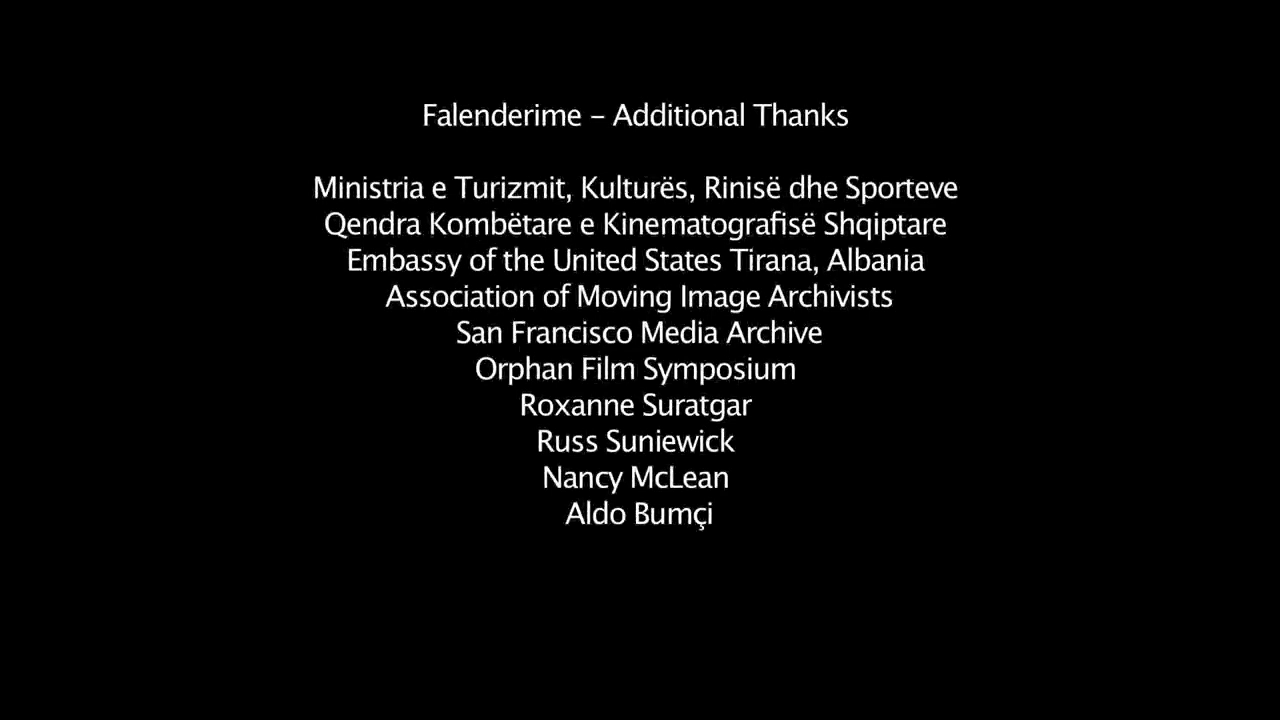 Falenderime – Additional Thanks
Ministria e Turizmit, Kulturës, Rinisë dhe Sporteve
Qendra Kombëtare e Kinematografisë Shqiptare
Embassy of the United States Tirana, Albania
Association of Moving Image Archivists
San Francisco Media Archive
Orphan Film Symposium
Roxanne Suratgar
Russ Suniewick
Nancy McLean
Aldo Bumçi